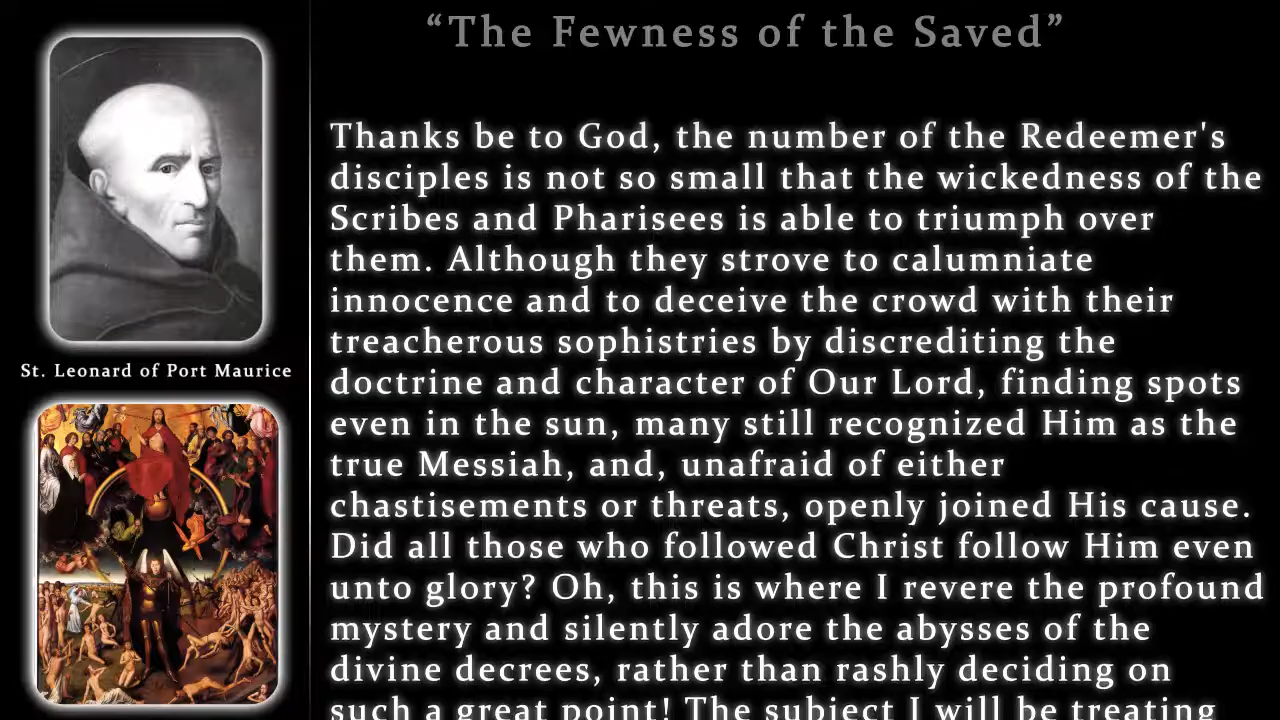 “The Fewness of the Saved”
St. Leonard of Port Maurice
Thanks be to God, the number of the Redeemer's
disciples is not so small that the wickedness of the
Scribes and Pharisees is able to triumph over
them. Although they strove to calumniate
innocence and to deceive the crowd with their
treacherous sophistries by discrediting the
doctrine and character of Our Lord, finding spots
even in the sun, many still recognized Him as the
true Messiah, and, unafraid of either
chastisements or threats, openly joined His cause.
Did all those who followed Christ follow Him even
unto glory? Oh, this is where I revere the profound
mystery and silently adore the abysses of the
divine decrees, rather than rashly deciding on
such a great point! The subject I will be treating